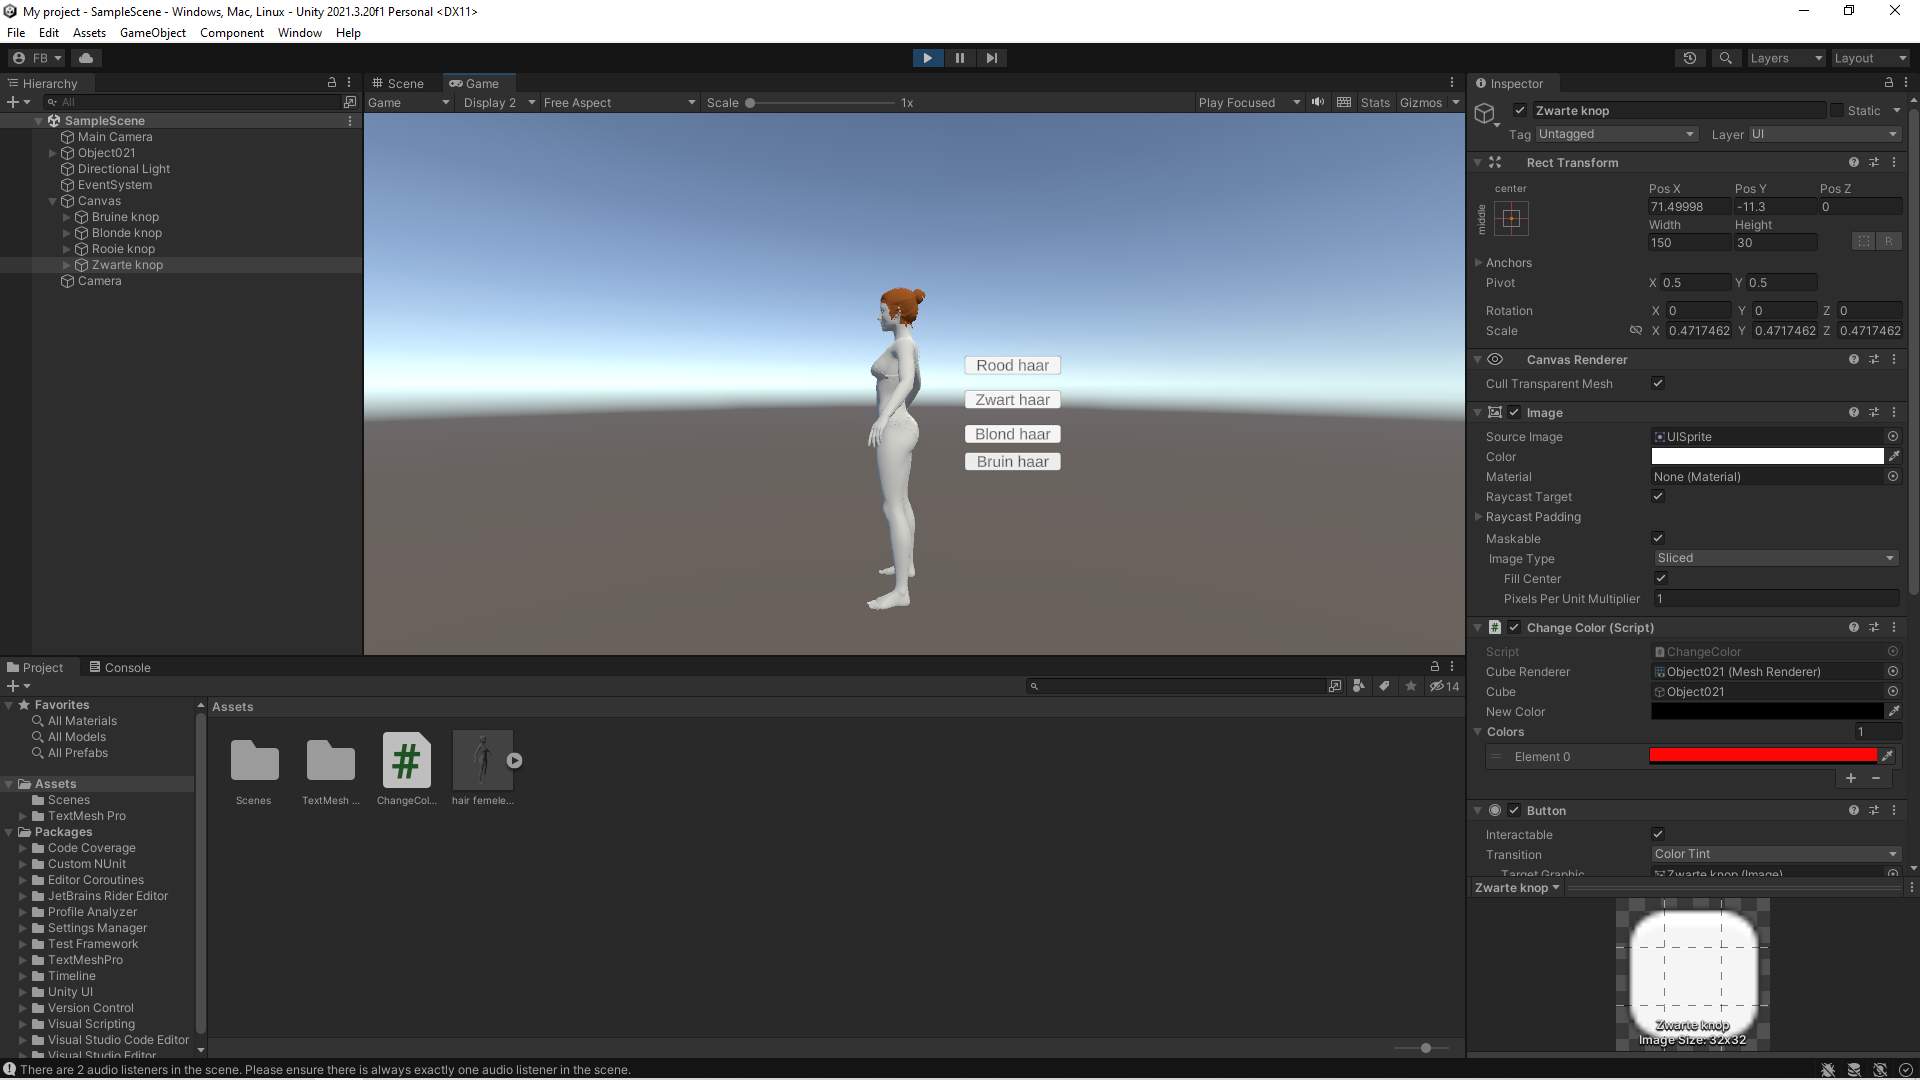 My project - SampleScene - Windows, Mac, Linux - Unity 2021.3.20f1 Personal <DX11>
File Edit Assets GameObject Component Window Help
FB
Layers Layout
Hierarchy
All
SampleScene
Main Camera
Object021
Directional Light
EventSystem
Canvas
Bruine knop
Blonde knop
Rooie knop
Zwarte knop
Camera
Scene Game
Game Display 2 Free Aspect Scale 1x Play Focused Stats Gizmos
Rood haar
Zwart haar
Blond haar
Bruin haar
Inspector
Zwarte knop Static
Tag Untagged Layer UI
Rect Transform
center
middle
Pos X Pos Y Pos Z
71.49998 -11.3 0
Width Height
150 30
R
Anchors
Pivot X 0.5 Y 0.5
Rotation X 0 Y 0 Z 0
Scale X 0.4717462 Y 0.4717462 Z 0.4717462
Canvas Renderer
Cull Transparent Mesh
Image
Source Image UISprite
Color
Material None (Material)
Raycast Target
Raycast Padding
Maskable
Image Type Sliced
Fill Center
Pixels Per Unit Multiplier 1
# Change Color (Script)
Script ChangeColor
Cube Renderer Object021 (Mesh Renderer)
Cube Object021
New Color
Colors 1
Element 0
+ -
Button
Interactable
Transition Color Tint
Target Graphic Zwarte knop (Image)
Zwarte knop
Zwarte knop
Image Size: 32x32
Project Console
14
Favorites
All Materials
All Models
All Prefabs
Assets
Scenes
TextMesh Pro
Packages
Code Coverage
Custom NUnit
Editor Coroutines
JetBrains Rider Editor
Profile Analyzer
Settings Manager
Test Framework
TextMeshPro
Timeline
Unity UI
Version Control
Visual Scripting
Visual Studio Code Editor
Visual Studio Editor
Assets
#
Scenes TextMesh ... ChangeCol... hair femele...
There are 2 audio listeners in the scene. Please ensure there is always exactly one audio listener in the scene.